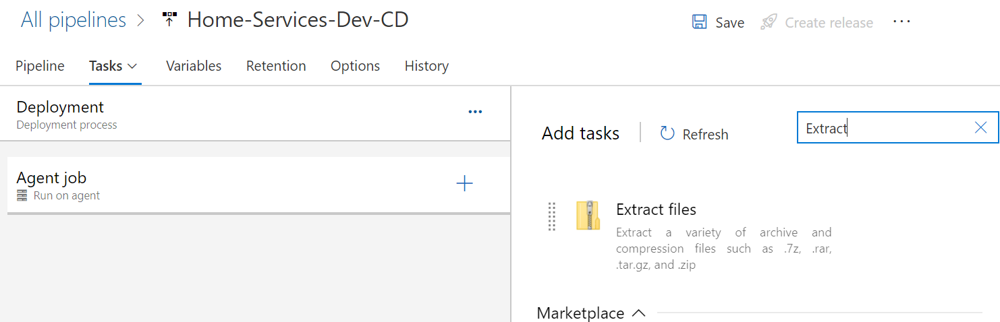 All pipelines > Home-Services-Dev-CD
Save Create release ...
Pipeline Tasks Variables Retention Options History
Deployment
Deployment process
...
Agent job
Run on agent
Add tasks Refresh Extract
Extract files
Extract a variety of archive and
compression files such as .7z, .rar,
.tar.gz, and .zip
Marketplace